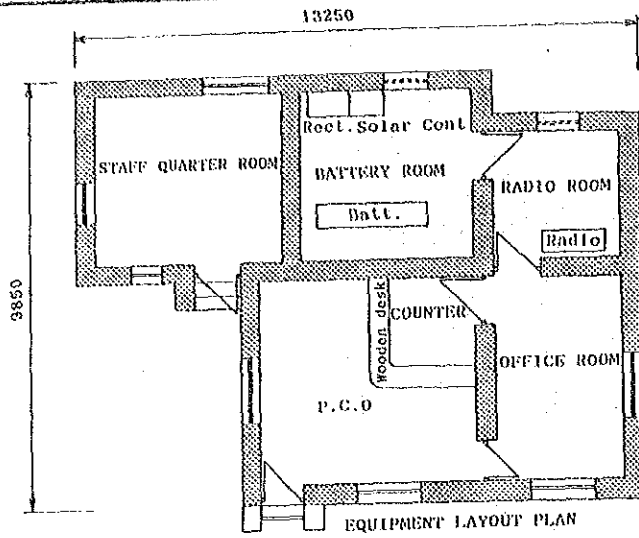 13250
Rect. Solar Cont
STAFF QUARTER ROOM
BATTERY ROOM
RADIO ROOM
Batt.
Radio
9850
Wooden desk
COUNTER
OFFICE ROOM
P.C.O
EQUIPMENT LAYOUT PLAN